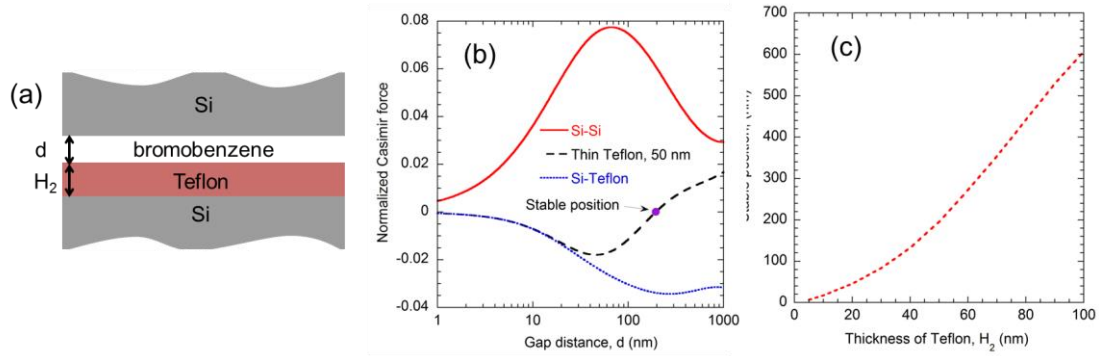 (a)
Si
d
bromobenzene
H2
Teflon
Si
(b)
Normalized Casimir force
0.08
0.06
0.04
0.02
0
-0.02
-0.04
Si-Si
Thin Teflon, 50 nm
Si-Teflon
Stable position
1
10
100
1000
Gap distance, d (nm)
(c)
700
600
500
400
300
200
100
0
0
20
40
60
80
100
Thickness of Teflon, H2 (nm)